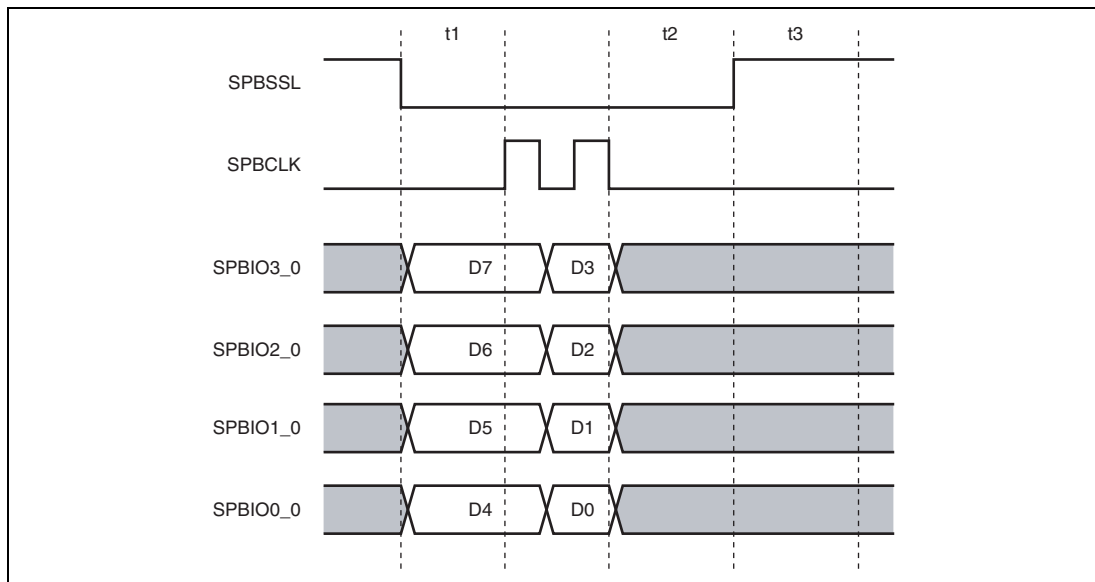 t1 t2 t3
SPBSSL
SPBCLK
SPBIO3_0 D7 D3
SPBIO2_0 D6 D2
SPBIO1_0 D5 D1
SPBIO0_0 D4 D0